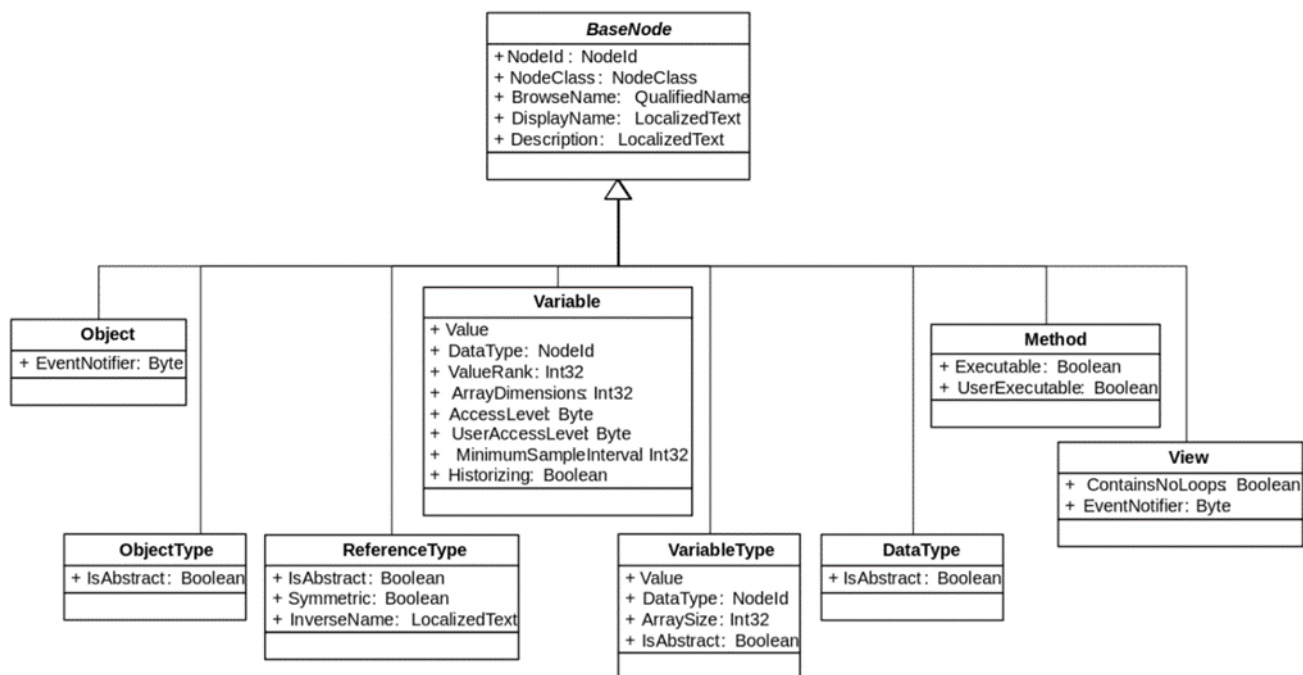 BaseNode
+ NodeId : NodeId
+ NodeClass: NodeClass
+ BrowseName: QualifiedName
+ DisplayName: LocalizedText
+ Description: LocalizedText
Object
+ EventNotifier: Byte
Variable
+ Value
+ DataType: NodeId
+ ValueRank: Int32
+ ArrayDimensions: Int32
+ AccessLevel: Byte
+ UserAccessLevel: Byte
+ MinimumSampleInterval Int32
+ Historizing: Boolean
Method
+ Executable: Boolean
+ UserExecutable: Boolean
View
+ ContainsNoLoops: Boolean
+ EventNotifier: Byte
ObjectType
+ IsAbstract: Boolean
ReferenceType
+ IsAbstract: Boolean
+ Symmetric: Boolean
+ InverseName: LocalizedText
VariableType
+ Value
+ DataType: NodeId
+ ArraySize: Int32
+ IsAbstract: Boolean
DataType
+ IsAbstract: Boolean